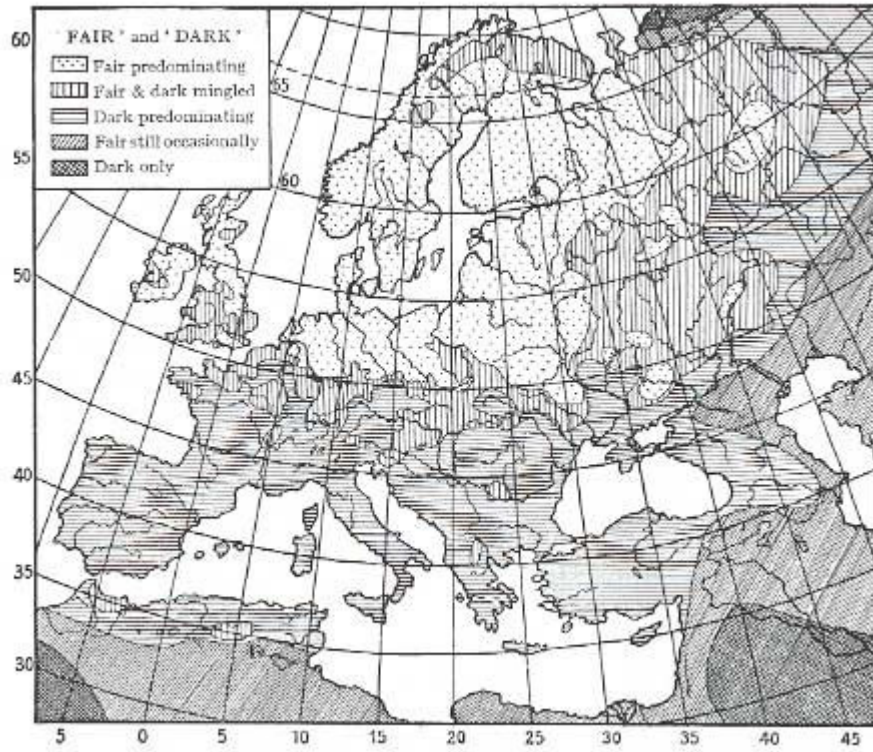 ' FAIR ' and ' DARK '
Fair predominating
Fair & dark mingled
Dark predominating
Fair still occasionally
Dark only
60
65
55
60
50
45
40
35
30
5 0 5 10 15 20 25 30 35 40 45